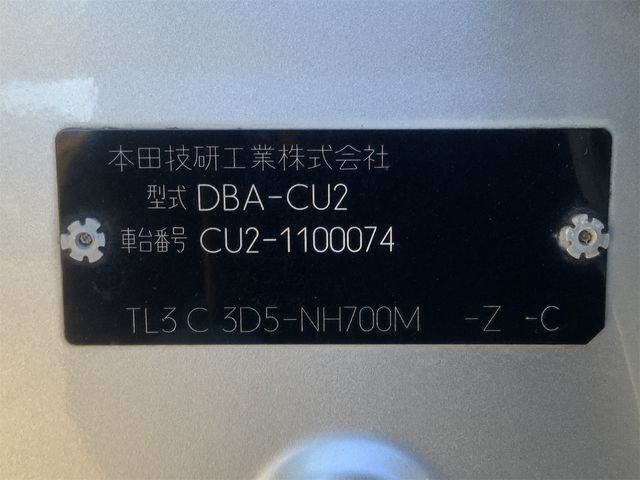 本田技研工業株式会社
型式 DBA-CU2
車台番号 CU2-1100074
TL3 C 3D5-NH700M -Z -C